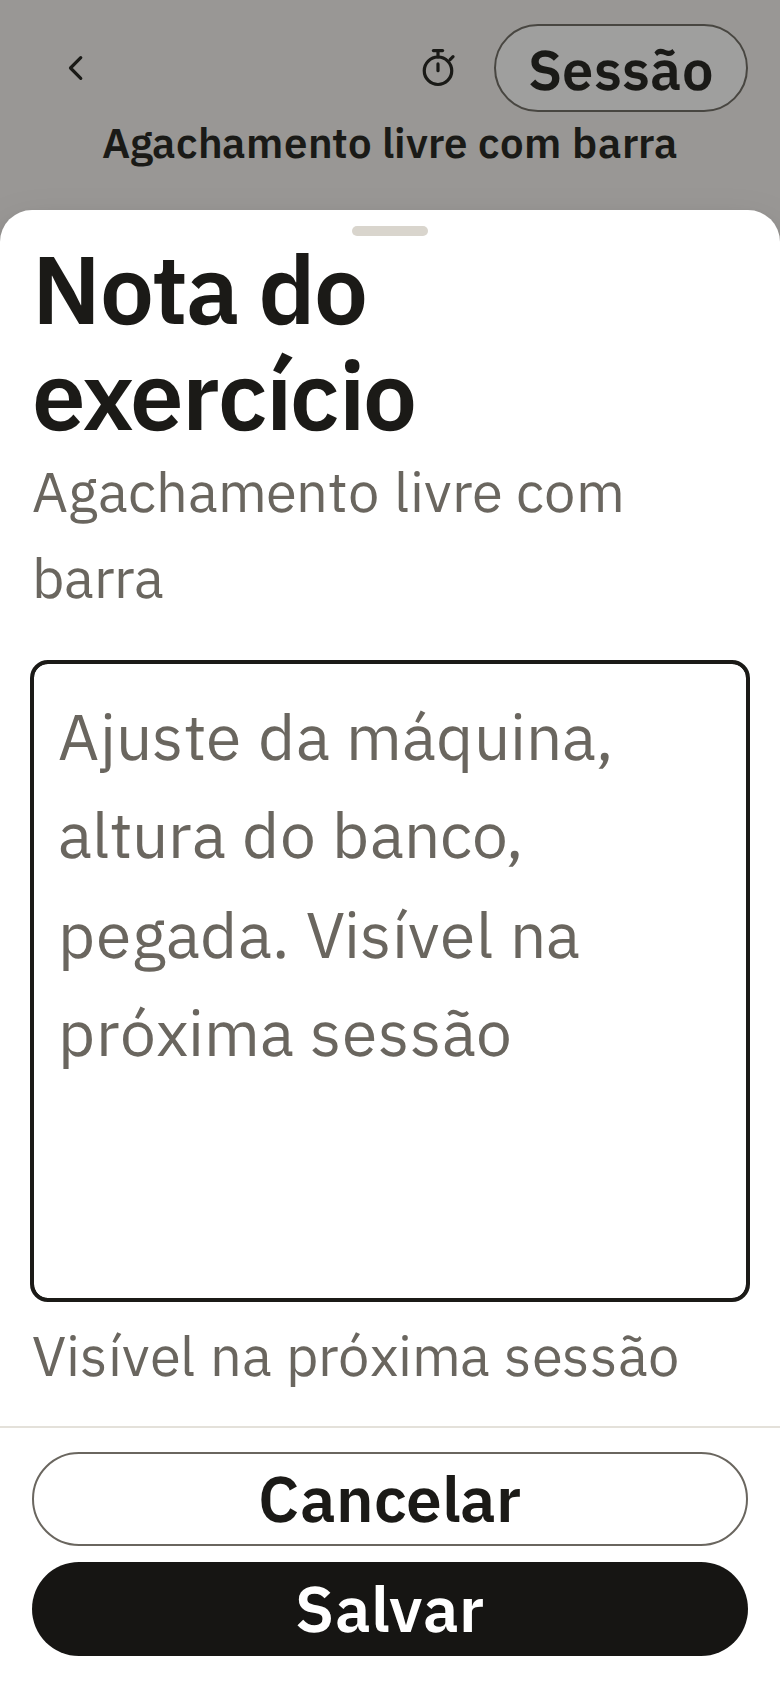 Sessão
Agachamento livre com barra
Nota do
exercício
Agachamento livre com
barra
Ajuste da máquina,
altura do banco,
pegada. Visível na
próxima sessão
Visível na próxima sessão
Cancelar
Salvar